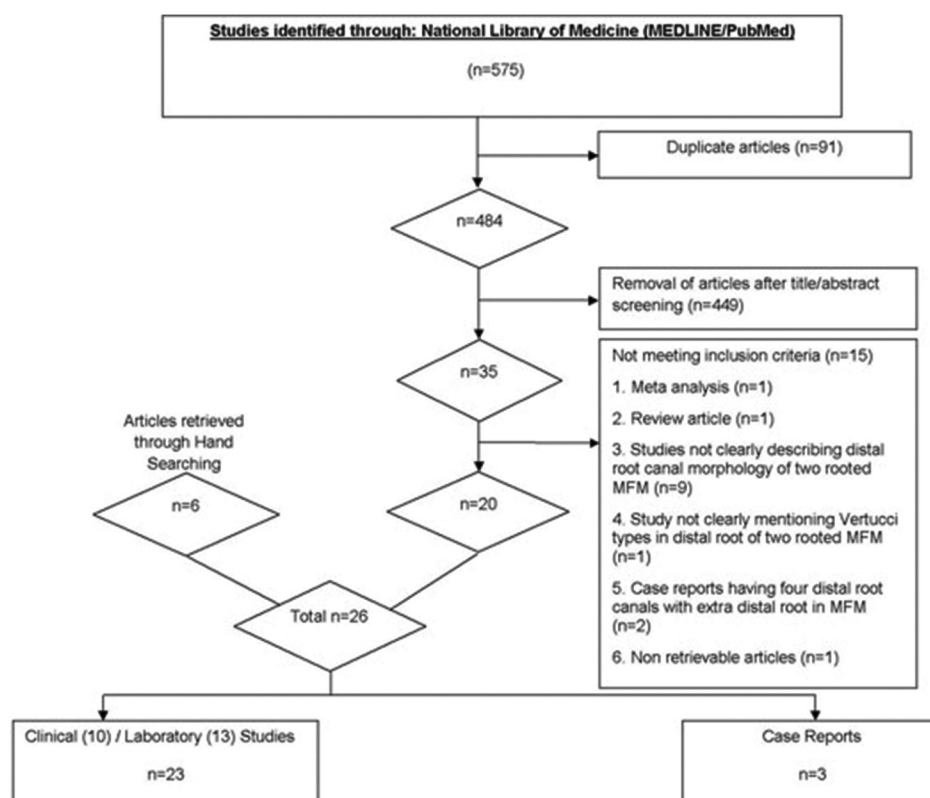 Studies identified through: National Library of Medicine (MEDLINE/PubMed)
(n=575)
Duplicate articles (n=91)
n=484
Removal of articles after title/abstract
screening (n=449)
n=35
Not meeting inclusion criteria (n=15)
1. Meta analysis (n=1)
2. Review article (n=1)
3. Studies not clearly describing distal
root canal morphology of two rooted
MFM (n=9)
4. Study not clearly mentioning Vertucci
types in distal root of two rooted MFM
(n=1)
5. Case reports having four distal root
canals with extra distal root in MFM
(n=2)
6. Non retrievable articles (n=1)
Articles retrieved
through Hand
Searching
n=6
n=20
Total n=26
Clinical (10) / Laboratory (13) Studies
n=23
Case Reports
n=3